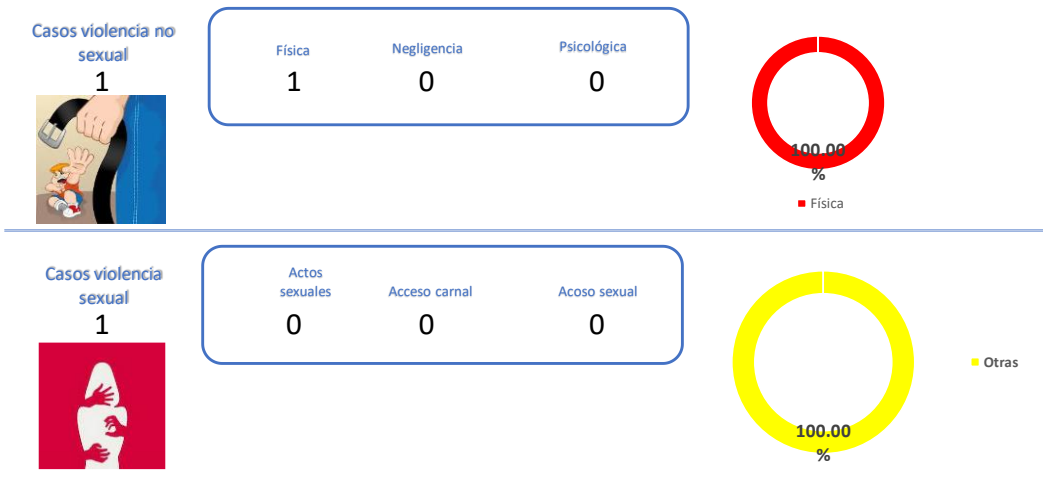 Casos violencia no
sexual
1
Física
Negligencia
Psicológica
1
0
0
100.00
%
Física
Casos violencia
sexual
1
Actos
sexuales
Acceso carnal
Acoso sexual
0
0
0
100.00
%
Otras